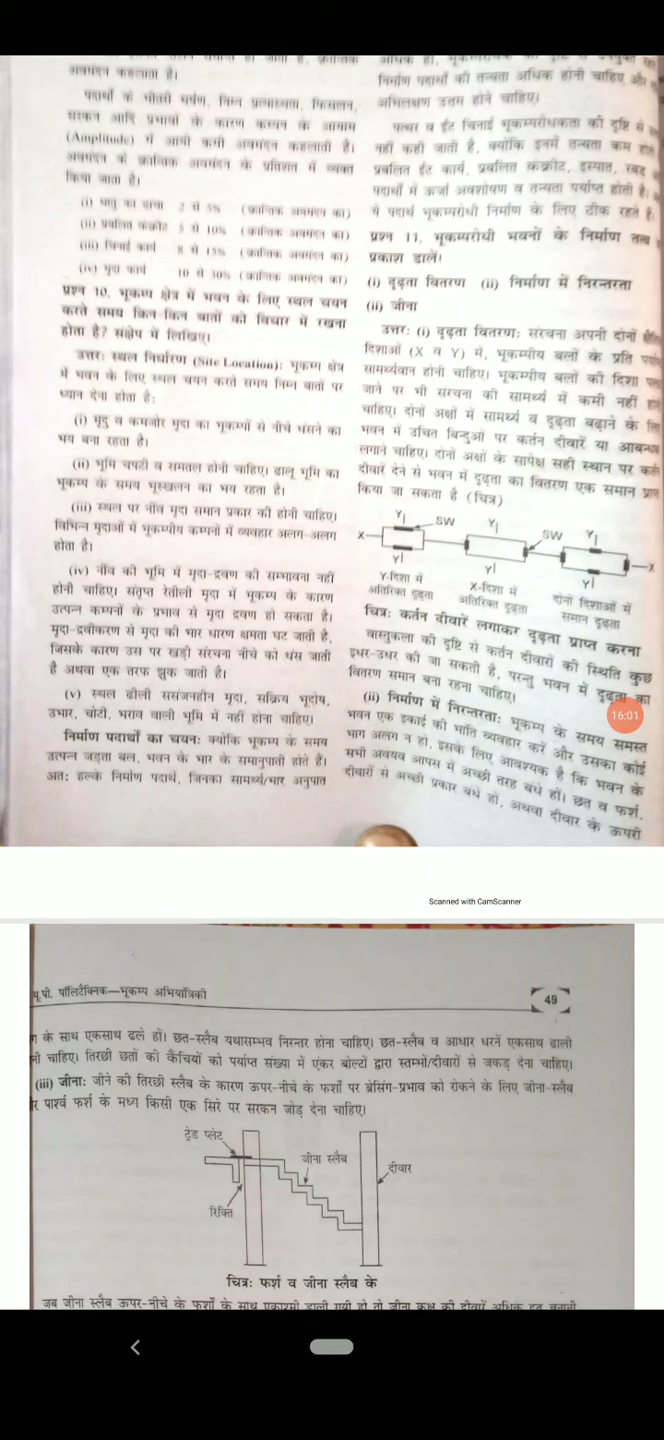 अवमंदन कहलाता है।
पदार्थों के भीतरी घर्षण, निम्न प्रत्यास्थता, फिसलन,
सरकन आदि प्रभावों के कारण कम्पन के आयाम
(Amplitude) में आयी कमी अवमंदन कहलाती है।
अवमंदन को क्रान्तिक अवमंदन के प्रतिशत में व्यक्त
किया जाता है।
(i) धातु का ढांचा 2 से 5% (क्रान्तिक अवमंदन का)
(ii) प्रबलित कंक्रीट 5 से 10% (क्रान्तिक अवमंदन का)
(iii) चिनाई कार्य 8 से 15% (क्रान्तिक अवमंदन का)
(iv) मृदा कार्य 10 से 30% (क्रान्तिक अवमंदन का)
प्रश्न 10. भूकम्प क्षेत्र में भवन के लिए स्थल चयन
करते समय किन किन बातों को विचार में रखना
होता है? संक्षेप में लिखिए।
उत्तर: स्थल निर्धारण (Site Location): भूकम्प क्षेत्र
में भवन के लिए स्थल चयन करते समय निम्न बातों पर
ध्यान देना होता है:
(i) मृदु व कमजोर मृदा का भूकम्पों से नीचे धंसने का
भय बना रहता है।
(ii) भूमि चपटी व समतल होनी चाहिए। ढालू भूमि का
भूकम्प के समय भूस्खलन का भय रहता है।
(iii) स्थल पर नींव मृदा समान प्रकार की होनी चाहिए।
विभिन्न मृदाओं में भूकम्पीय कम्पनों में व्यवहार अलग-अलग
होता है।
(iv) नींव की भूमि में मृदा-द्रवण की सम्भावना नहीं
होनी चाहिए। संतृप्त रेतीली मृदा में भूकम्प के कारण
उत्पन्न कम्पनों के प्रभाव से मृदा द्रवण हो सकता है।
मृदा-द्रवीकरण से मृदा की भार धारण क्षमता घट जाती है,
जिसके कारण उस पर खड़ी संरचना नीचे को धंस जाती
है अथवा एक तरफ झुक जाती है।
(v) स्थल ढीली ससंजनहीन मृदा, सक्रिय भूदोष,
उभार, चोटी, भराव वाली भूमि में नहीं होना चाहिए।
निर्माण पदार्थों का चयन: क्योंकि भूकम्प के समय
उत्पन्न जड़ता बल, भवन के भार के समानुपाती होते हैं।
अत: हल्के निर्माण पदार्थ, जिनका सामर्थ्य/भार अनुपात
निर्माण पदार्थों की तन्यता अधिक होनी चाहिए और
अभिलक्षण उत्तम होने चाहिए।
पत्थर व ईंट चिनाई भूकम्परोधकता की दृष्टि से
नहीं कही जाती है, क्योंकि इनमें तन्यता कम
प्रबलित ईंट कार्य, प्रबलित कंक्रीट, इस्पात, रबड़
पदार्थों में ऊर्जा अवशोषण व तन्यता पर्याप्त होती है।
ये पदार्थ भूकम्परोधी निर्माण के लिए ठीक रहते है।
प्रश्न 11. भूकम्परोधी भवनों के निर्माण तत्व
प्रकाश डालें।
(i) दृढ़ता वितरण (ii) निर्माण में निरन्तरता
(ii) जीना
उत्तर: (i) दृढ़ता वितरण: संरचना अपनी दोनों
दिशाओं (X व Y) में, भूकम्पीय बलों के प्रति
सामर्थ्यवान होनी चाहिए। भूकम्पीय बलों की दिशा
जाने पर भी संरचना की सामर्थ्य में कमी नहीं
चाहिए। दोनों अक्षों में सामर्थ्य व दृढ़ता बढ़ाने के
भवन में उचित बिन्दुओं पर कर्तन दीवारें या
लगाने चाहिए। दोनों अक्षों के सापेक्ष सही स्थान पर
दीवारें देने से भवन में दृढ़ता का वितरण एक समान
किया जा सकता है (चित्र)
Y SW Y SW Y
X X
Y Y Y
Y-दिशा में अतिरिक्त दृढ़ता
X-दिशा में अतिरिक्त दृढ़ता
दोनों दिशाओं में समान दृढ़ता
चित्र: कर्तन दीवारें लगाकर दृढ़ता प्राप्त करना
वास्तुकला की दृष्टि से कर्तन दीवारों की स्थिति कुछ
इधर-उधर की जा सकती है, परन्तु भवन में दृढ़ता का
वितरण समान बना रहना चाहिए।
(ii) निर्माण में निरन्तरता: भूकम्प के समय समस्त
भवन एक इकाई की भांति व्यवहार करें और उसका कोई
भाग अलग न हो, इसके लिए आवश्यक है कि भवन के
सभी अवयव आपस में अच्छी तरह बंधे हों। छत व फर्श,
दीवारों से अच्छी प्रकार बंधे हों, अथवा दीवार के ऊपरी
16:01
Scanned with CamScanner
यू.पी. पॉलिटैक्निक—भूकम्प अभियांत्रिकी
49
के साथ एकसाथ ढले हों। छत-स्लैब यथासम्भव निरन्तर होना चाहिए। छत-स्लैब व आधार धरनें एकसाथ ढाली
चाहिए। तिरछी छतों की कैंचियों को पर्याप्त संख्या में एंकर बोल्टों द्वारा स्तम्भों/दीवारों से जकड़ देना चाहिए।
(iii) जीना: जीने की तिरछी स्लैब के कारण ऊपर-नीचे के फर्शों पर ब्रेसिंग-प्रभाव को रोकने के लिए जीना-स्लैब
पार्श्व फर्श के मध्य किसी एक सिरे पर सरकन जोड़ देना चाहिए।
ट्रेड प्लेट
जीना स्लैब
दीवार
रिक्ति
चित्र: फर्श व जीना स्लैब के
जब जीना स्लैब ऊपर-नीचे के फर्शों के साथ एकाश्मी डाली गयी हो तो जीना कक्ष की दीवारें अधिक दृढ़ बनानी